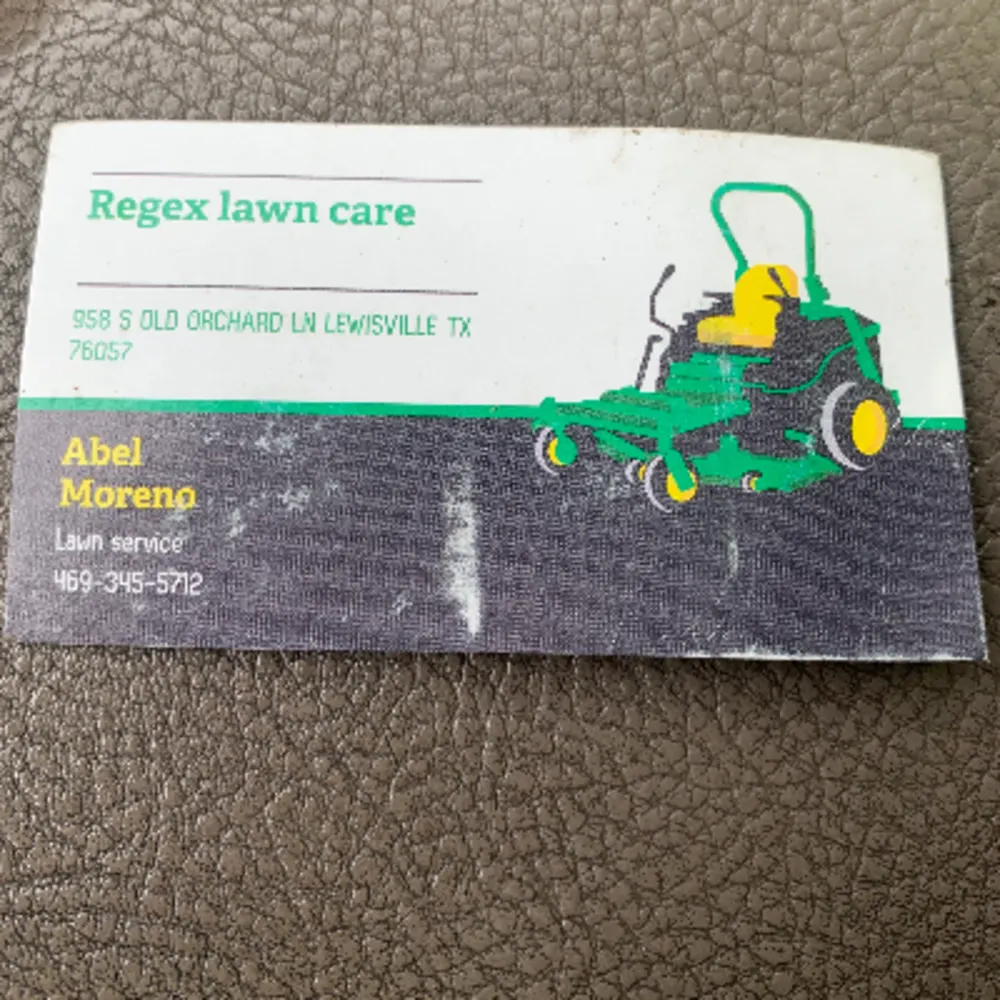 Regex lawn care
958 S OLD ORCHARD LN LEWISVILLE TX
76057
Abel
Moreno
Lawn service
469-345-5712